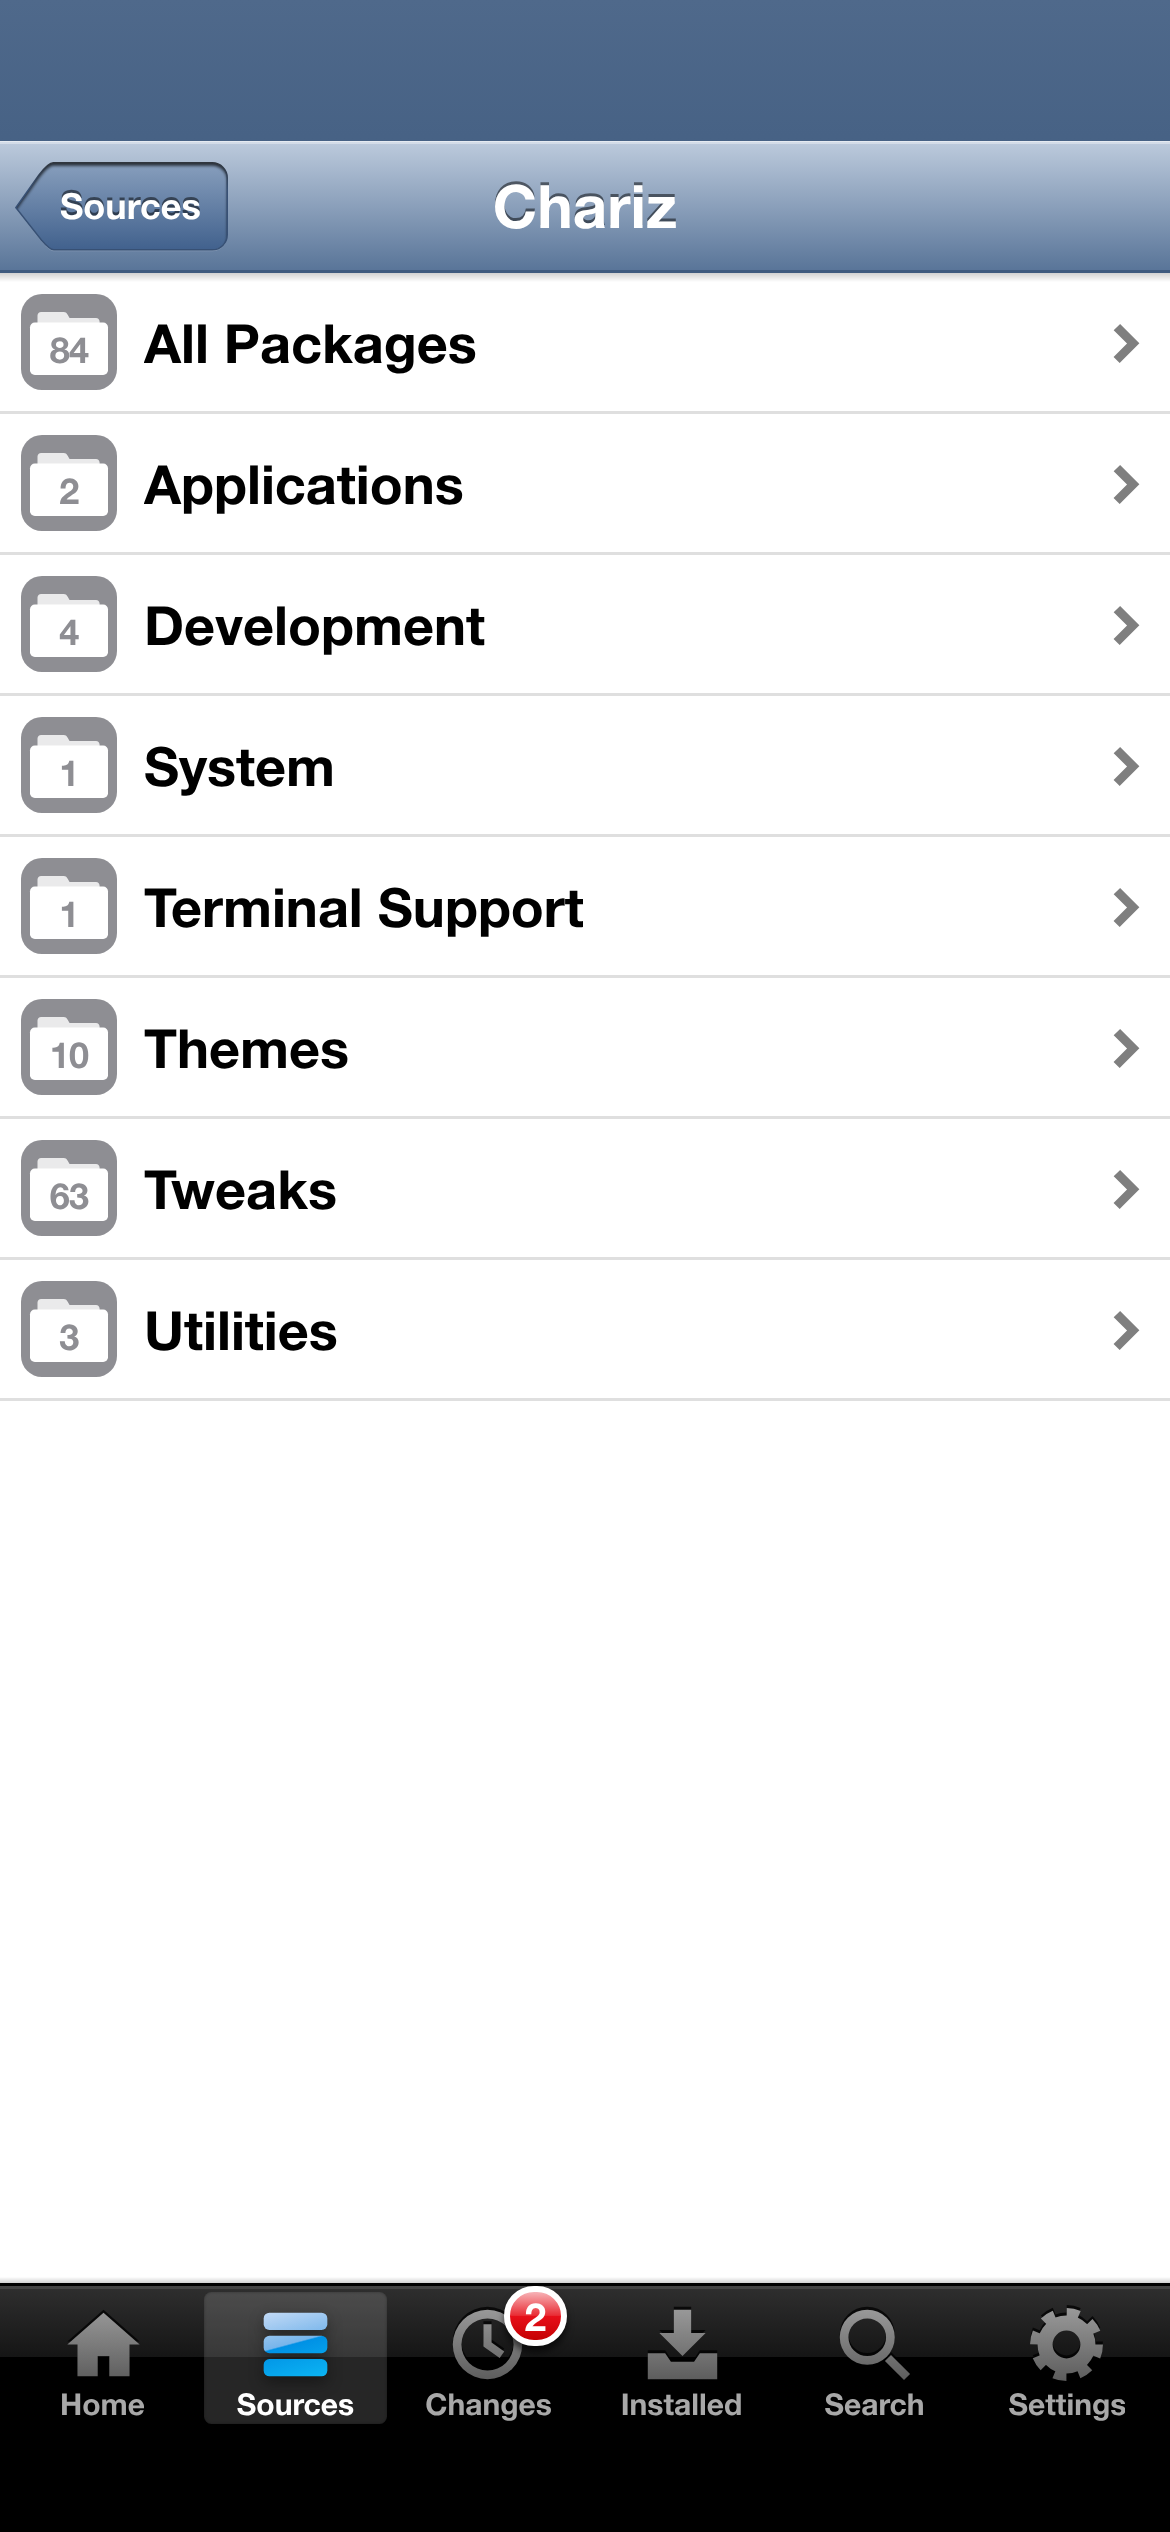 Sources
Chariz
84 All Packages
2 Applications
4 Development
1 System
1 Terminal Support
10 Themes
63 Tweaks
3 Utilities
2
Home Sources Changes Installed Search Settings